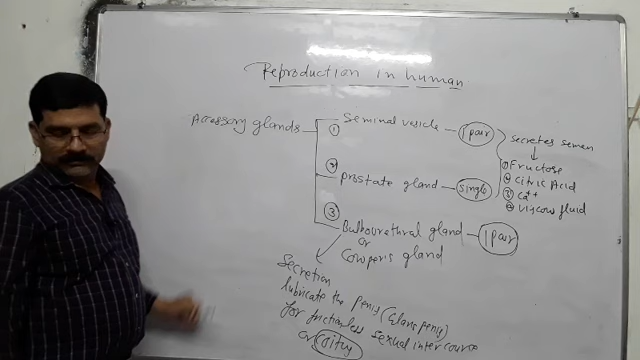 Reproduction in human
Accessory glands
① Seminal vesicle — 1 pair
② Prostate gland — single
③ Bulbourethral gland — 1 pair
or
Cowper's gland
secretes semen
① Fructose
② Citric Acid
③ Ca++
④ Viscous fluid
Secretion
lubricate the penis (Glans penis)
for frictionless sexual intercourse
or coitus